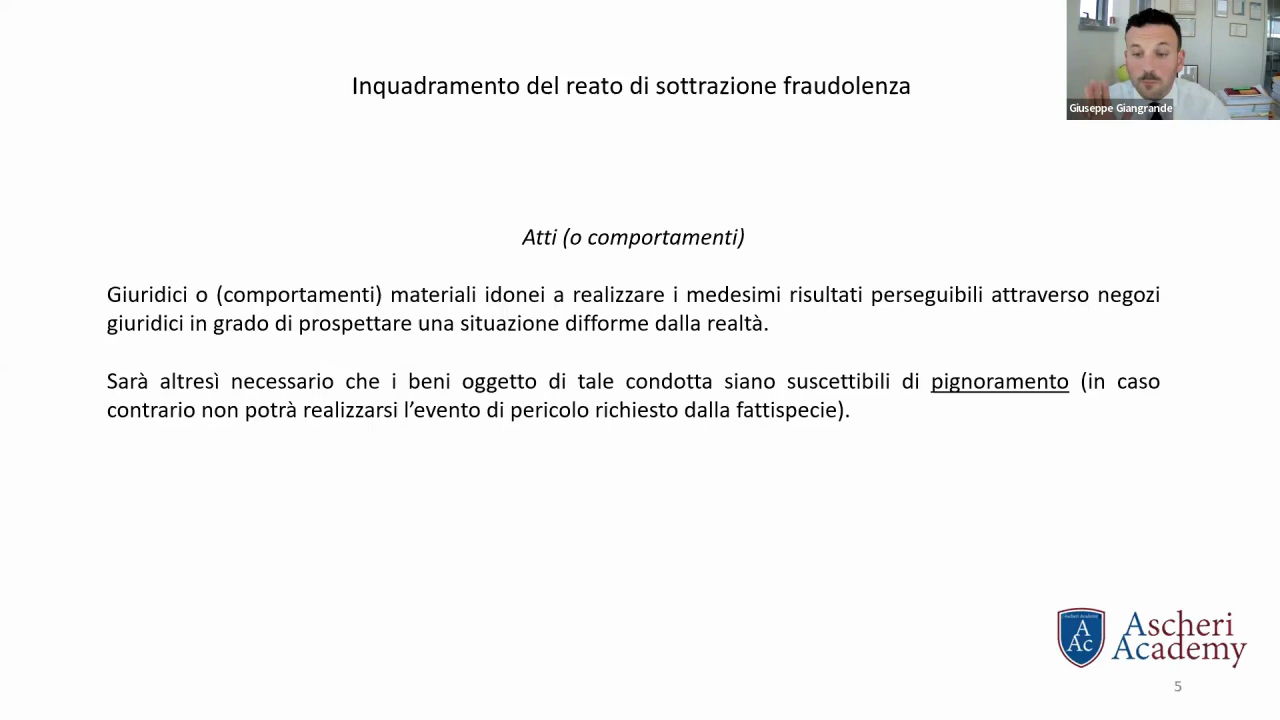 Inquadramento del reato di sottrazione fraudolenza
Giuseppe Giangrande
Atti (o comportamenti)
Giuridici o (comportamenti) materiali idonei a realizzare i medesimi risultati perseguibili attraverso negozi
giuridici in grado di prospettare una situazione difforme dalla realtà.
Sarà altresì necessario che i beni oggetto di tale condotta siano suscettibili di pignoramento (in caso
contrario non potrà realizzarsi l’evento di pericolo richiesto dalla fattispecie).
Ascheri Academy
A
Ac
Ascheri
Academy
5